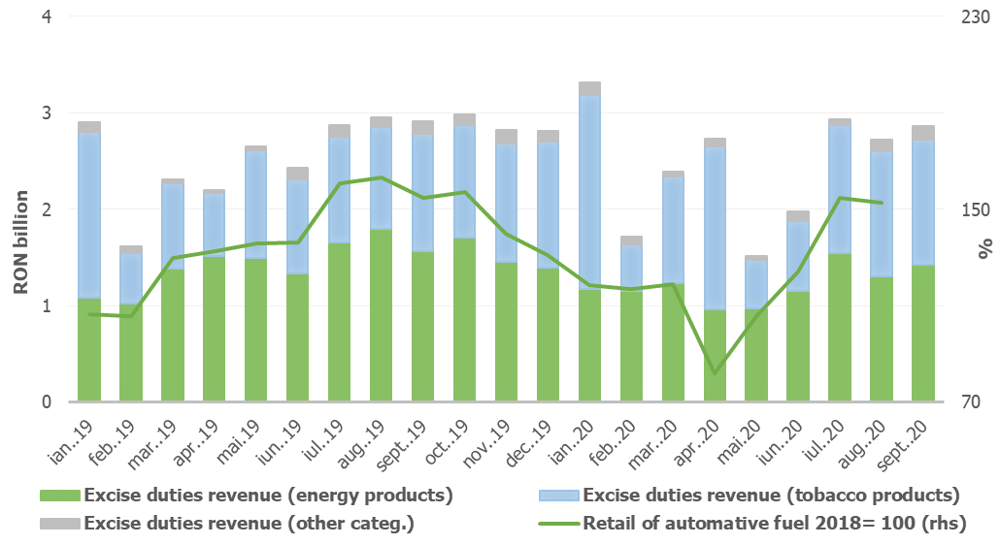 4
3
2
1
0
RON billion
230
150
70
%
ian..19
feb..19
mar..19
apr..19
mai.19
iun..19
iul..19
aug..19
sept..19
oct..19
nov..19
dec..19
ian..20
feb..20
mar..20
apr..20
mai.20
iun..20
iul..20
aug..20
sept..20
Excise duties revenue (energy products)
Excise duties revenue (tobacco products)
Excise duties revenue (other categ.)
Retail of automative fuel 2018= 100 (rhs)